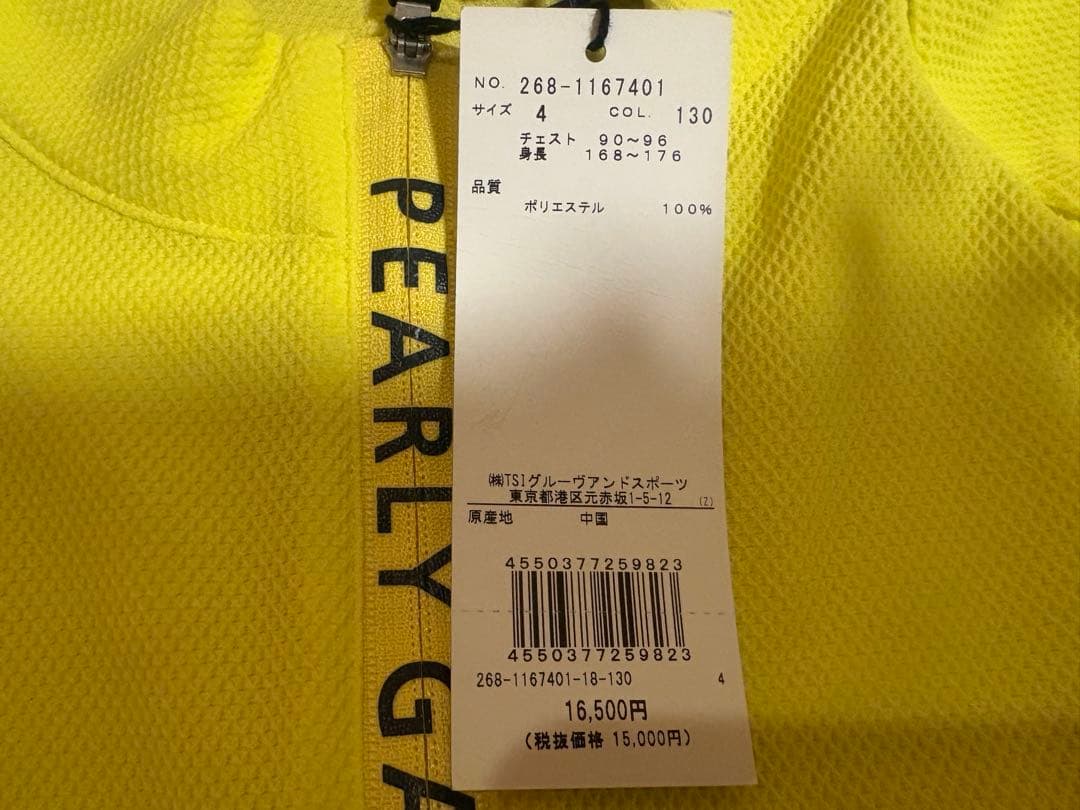 NO. 268-1167401
サイズ 4 COL. 130
チェスト 90～96
身長 168～176
品質
ポリエステル 100%
㈱TSIグルーヴアンドスポーツ
東京都港区元赤坂1-5-12 (Z)
原産地 中国
4550377259823
4550377259823
268-1167401-18-130 4
16,500円
(税抜価格 15,000円)
PEARLY GA